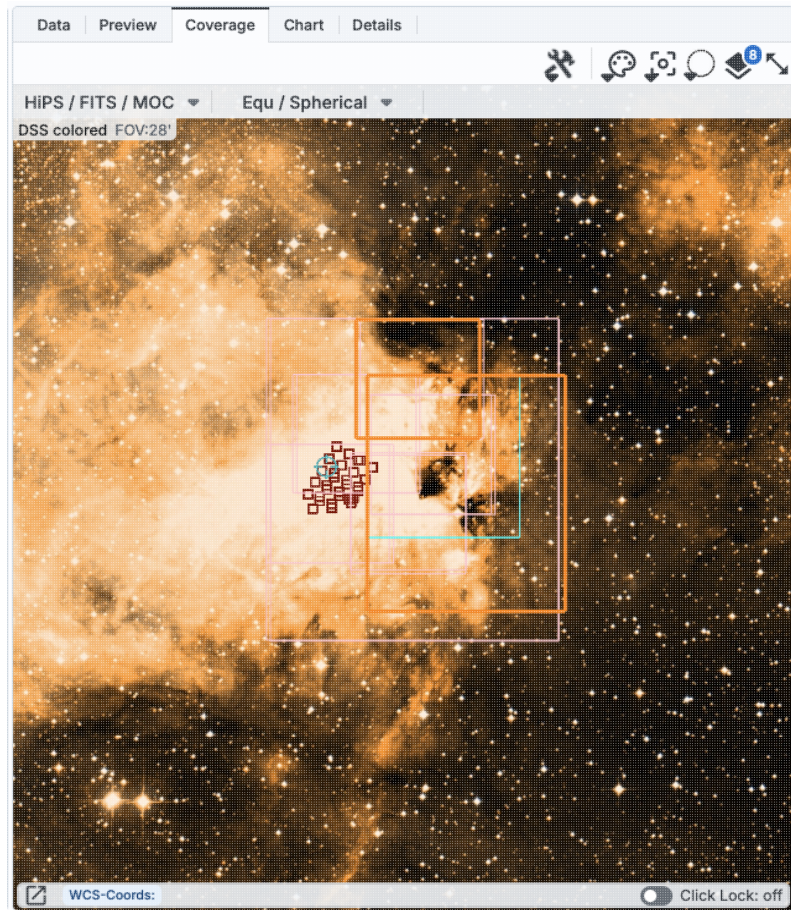 Data Preview Coverage Chart Details
8
HiPS / FITS / MOC Equ / Spherical
DSS colored FOV:28'
WCS-Coords: Click Lock: off